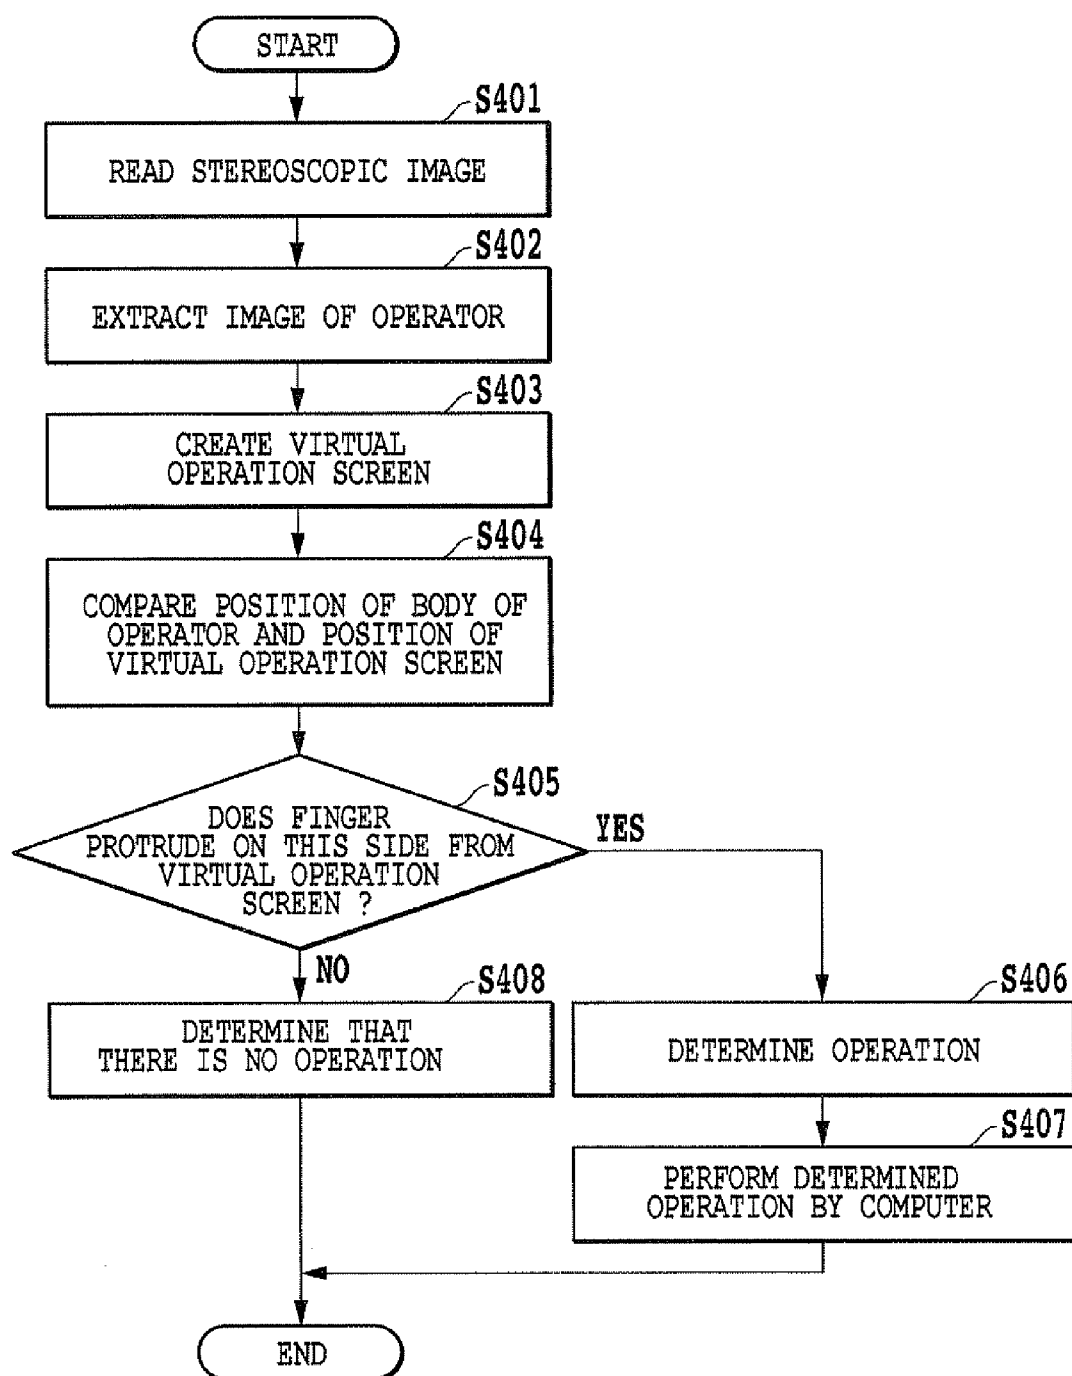 START
S401
READ STEREOSCOPIC IMAGE
S402
EXTRACT IMAGE OF OPERATOR
S403
CREATE VIRTUAL
OPERATION SCREEN
S404
COMPARE POSITION OF BODY OF
OPERATOR AND POSITION OF
VIRTUAL OPERATION SCREEN
S405
DOES FINGER
PROTRUDE ON THIS SIDE FROM
VIRTUAL OPERATION
SCREEN ?
YES
NO
S408
DETERMINE THAT
THERE IS NO OPERATION
S406
DETERMINE OPERATION
S407
PERFORM DETERMINED
OPERATION BY COMPUTER
END